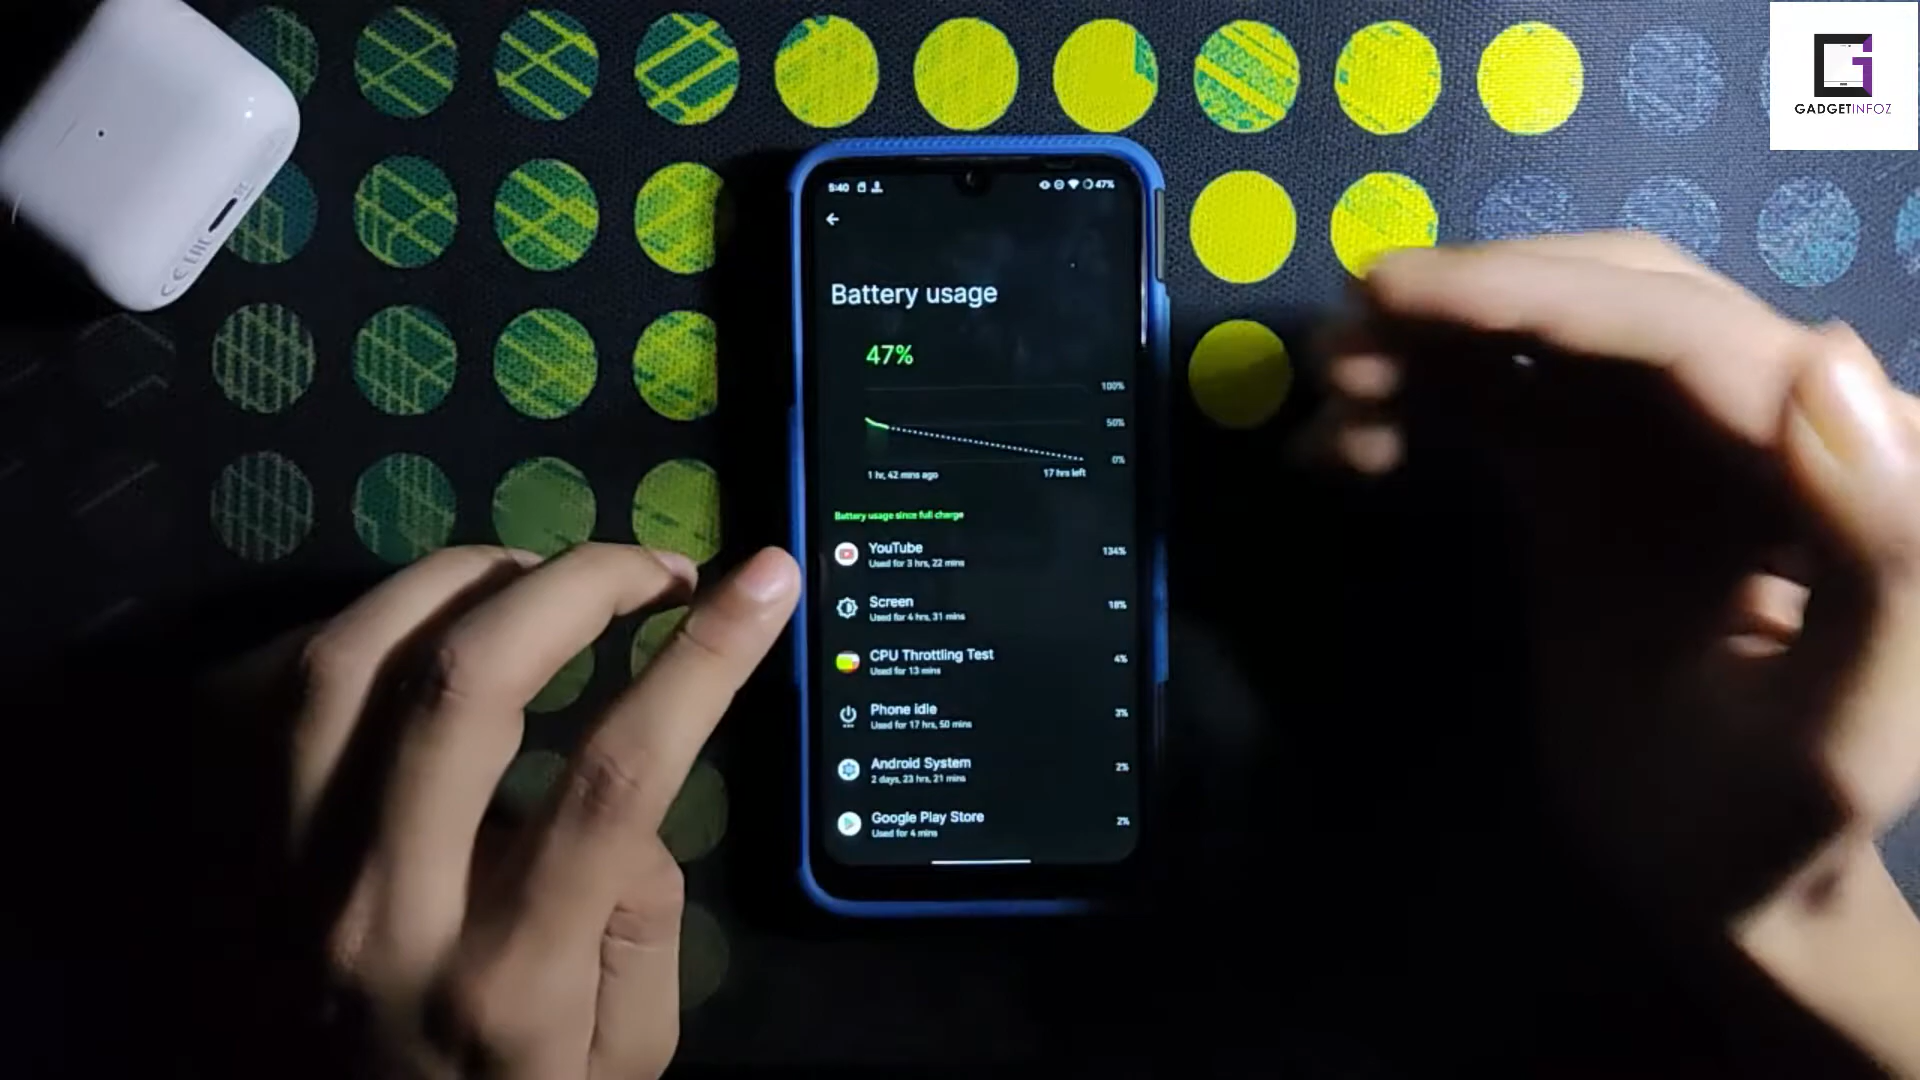 GADGETINFOZ
5:40
47%
Battery usage
47%
100%
50%
0%
1 hr, 42 mins ago
17 hrs left
Battery usage since full charge
YouTube
134%
Used for 3 hrs, 22 mins
Screen
18%
Used for 4 hrs, 31 mins
CPU Throttling Test
4%
Used for 13 mins
Phone idle
3%
Used for 17 hrs, 50 mins
Android System
2%
2 days, 23 hrs, 21 mins
Google Play Store
2%
Used for 4 mins